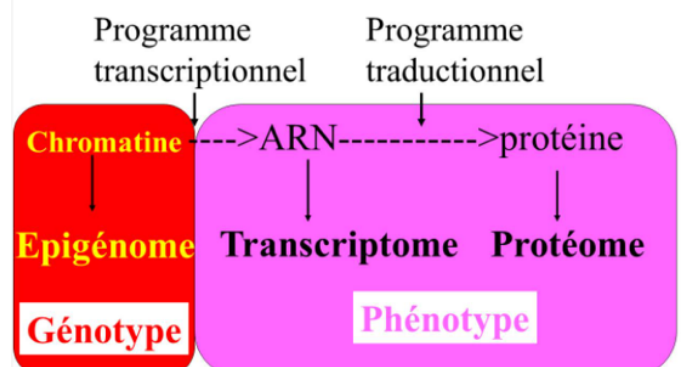 Programme
transcriptionnel
Programme
traductionnel
Chromatine ---->ARN----------->protéine
Epigénome Transcriptome Protéome
Génotype
Phénotype